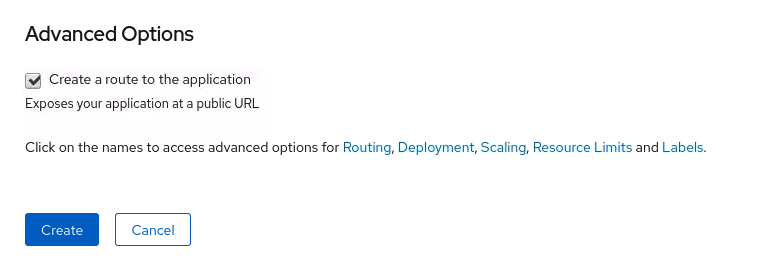 Advanced Options
Create a route to the application
Exposes your application at a public URL
Click on the names to access advanced options for Routing, Deployment, Scaling, Resource Limits and Labels.
Create Cancel